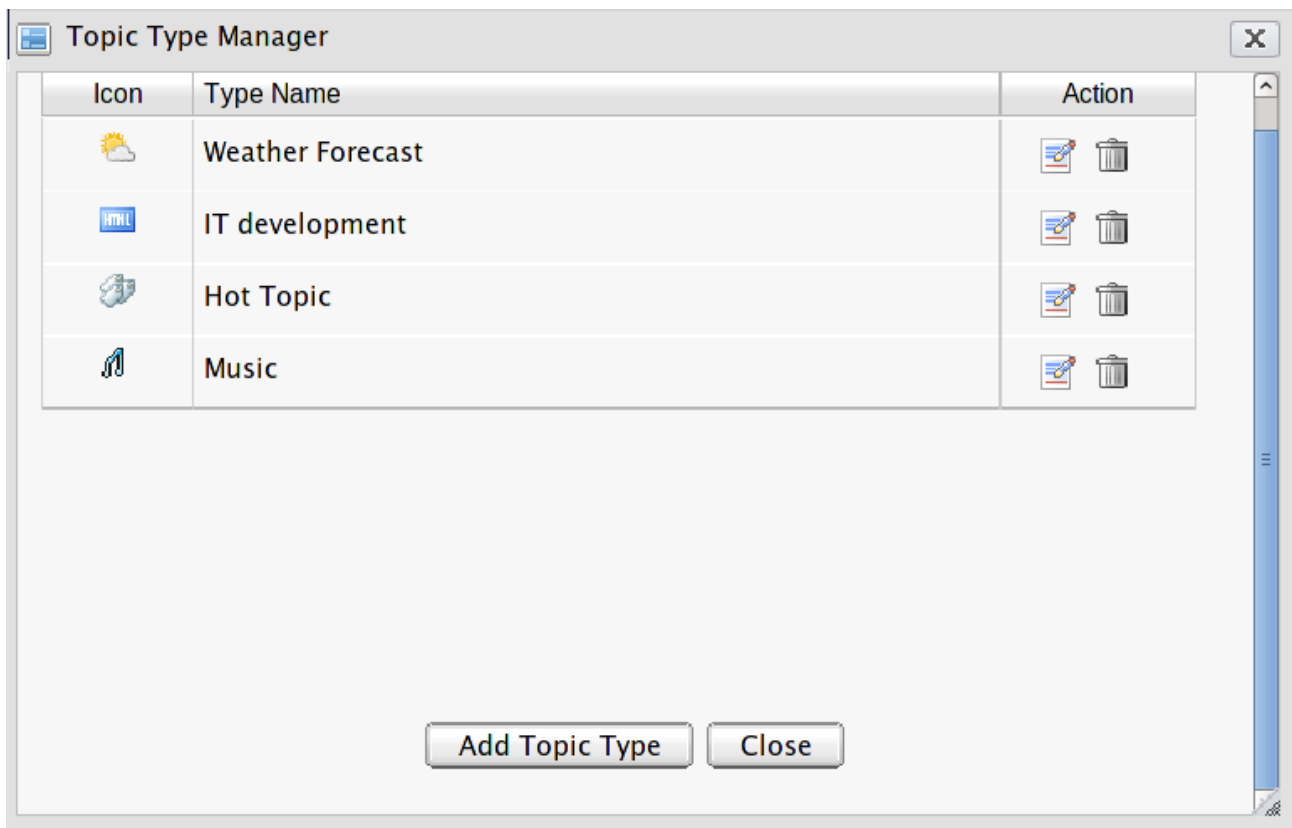 Topic Type Manager
Icon Type Name Action
Weather Forecast
HTML IT development
Hot Topic
Music
Add Topic Type Close